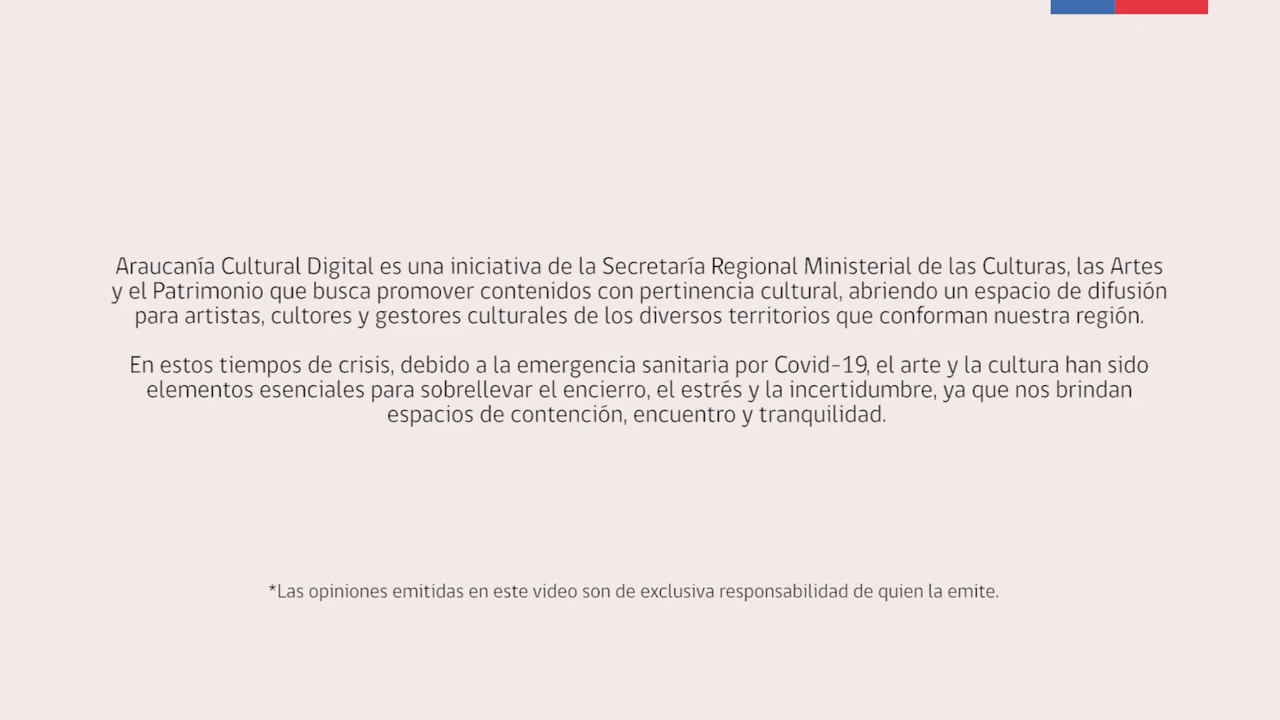 Araucanía Cultural Digital es una iniciativa de la Secretaría Regional Ministerial de las Culturas, las Artes
y el Patrimonio que busca promover contenidos con pertinencia cultural, abriendo un espacio de difusión
para artistas, cultores y gestores culturales de los diversos territorios que conforman nuestra región.
En estos tiempos de crisis, debido a la emergencia sanitaria por Covid-19, el arte y la cultura han sido
elementos esenciales para sobrellevar el encierro, el estrés y la incertidumbre, ya que nos brindan
espacios de contención, encuentro y tranquilidad.
*Las opiniones emitidas en este video son de exclusiva responsabilidad de quien la emite.